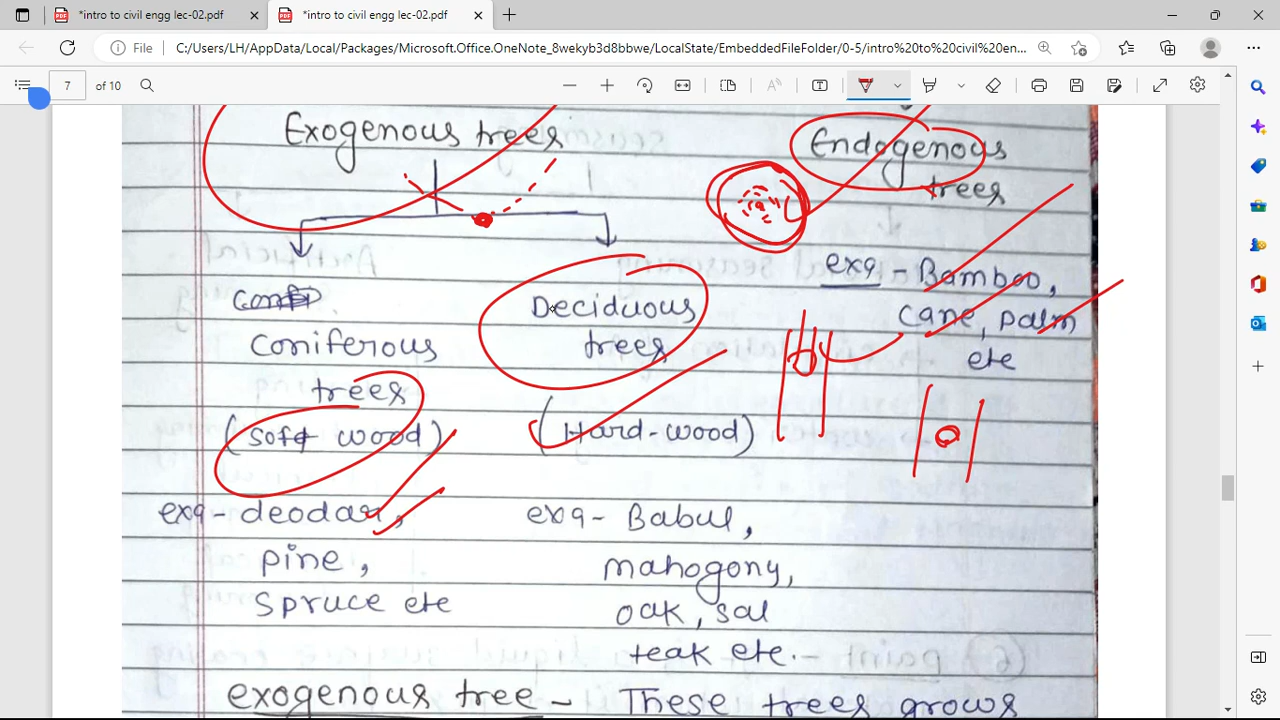 *intro to civil engg lec-02.pdf
*intro to civil engg lec-02.pdf
File
C:/Users/LH/AppData/Local/Packages/Microsoft.Office.OneNote_8wekyb3d8bbwe/LocalState/EmbeddedFileFolder/0-5/intro%20to%20civil%20en...
7 of 10
Exogenous trees
Endogenous
trees
exq - Bamboo,
cane, palm
etc
Coniferous
trees
(soft wood)
Deciduous
trees
(Hard-wood)
exq - deodar,
pine,
Spruce etc
exq - Babul,
mahogony,
oak, sal
teak etc. -
exogenous tree - These trees grows